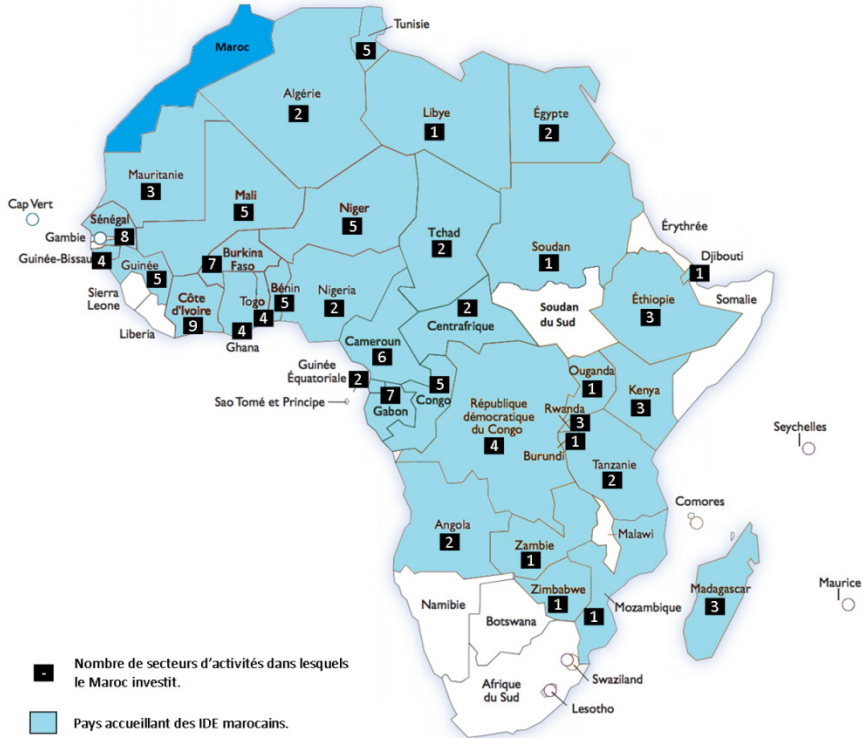 Tunisie
5
Maroc
Algérie
2
Libye
1
Égypte
2
Mauritanie
3
Mali
5
Niger
5
Tchad
2
Soudan
1
Érythrée
Djibouti
1
Cap Vert
Sénégal
8
Gambie
Guinée-Bissau
4
Guinée
5
Sierra
Leone
Liberia
Côte
d'Ivoire
9
Burkina
Faso
7
Ghana
4
Togo
4
Bénin
5
Nigeria
2
Cameroun
6
2
Centrafrique
Soudan
du Sud
Éthiopie
3
Somalie
Guinée
Équatoriale
2
Sao Tomé et Principe
7
Gabon
5
Congo
République
démocratique
du Congo
4
Ouganda
1
Rwanda
3
1
Burundi
Kenya
3
Tanzanie
2
Seychelles
Comores
Angola
2
Zambie
1
Malawi
Zimbabwe
1
1
Mozambique
Madagascar
3
Maurice
Namibie
Botswana
Swaziland
Afrique
du Sud
Lesotho
-
Nombre de secteurs d'activités dans lesquels
le Maroc investit.
Pays accueillant des IDE marocains.